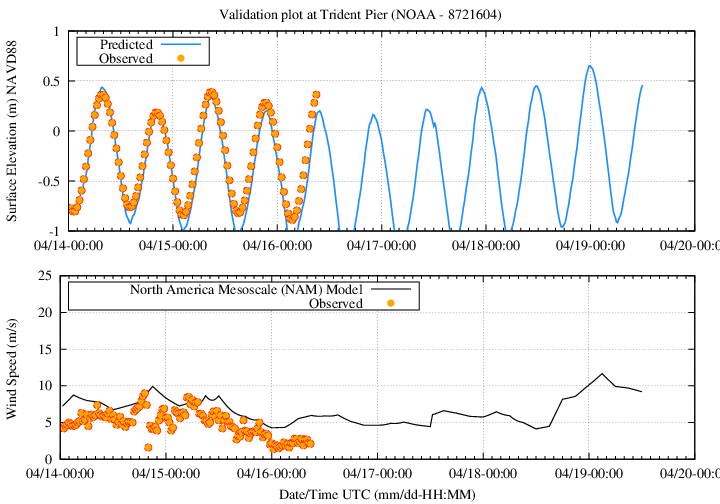 Validation plot at Trident Pier (NOAA - 8721604)
Surface Elevation (m) NAVD88
1
0.5
0
-0.5
-1
Predicted
Observed
04/14-00:00 04/15-00:00 04/16-00:00 04/17-00:00 04/18-00:00 04/19-00:00 04/20-00:00
Wind Speed (m/s)
25
20
15
10
5
0
North America Mesoscale (NAM) Model
Observed
04/14-00:00 04/15-00:00 04/16-00:00 04/17-00:00 04/18-00:00 04/19-00:00 04/20-00:00
Date/Time UTC (mm/dd-HH:MM)